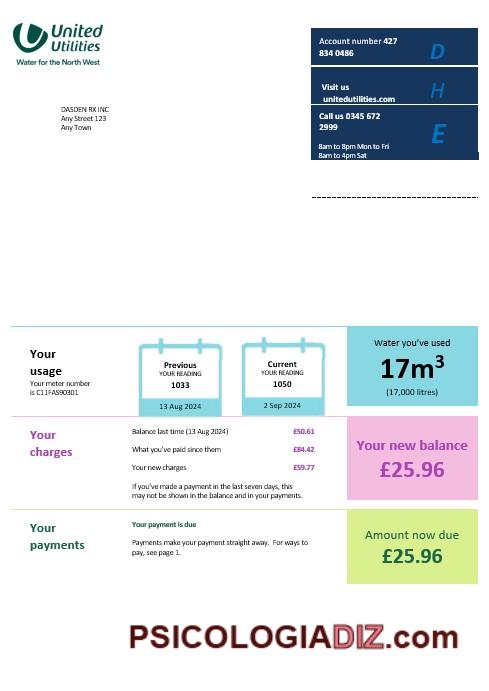 United
Utilities
Water for the North West
Account number 427
834 0486
D
Visit us
unitedutilities.com
H
Call us 0345 672
2999
E
8am to 8pm Mon to Fri
8am to 4pm Sat
DASDEN RX INC
Any Street 123
Any Town
Your
usage
Your meter number
is C11FAS90301
Previous
YOUR READING
1033
13 Aug 2024
Current
YOUR READING
1050
2 Sep 2024
Water you've used
17m³
(17,000 litres)
Your
charges
Balance last time (13 Aug 2024) £50.61
What you've paid since them £84.42
Your new charges £59.77
If you've made a payment in the last seven days, this
may not be shown in the balance and in your payments.
Your new balance
£25.96
Your
payments
Your payment is due
Payments make your payment straight away. For ways to
pay, see page 1.
Amount now due
£25.96
PSICOLOGIADIZ.com